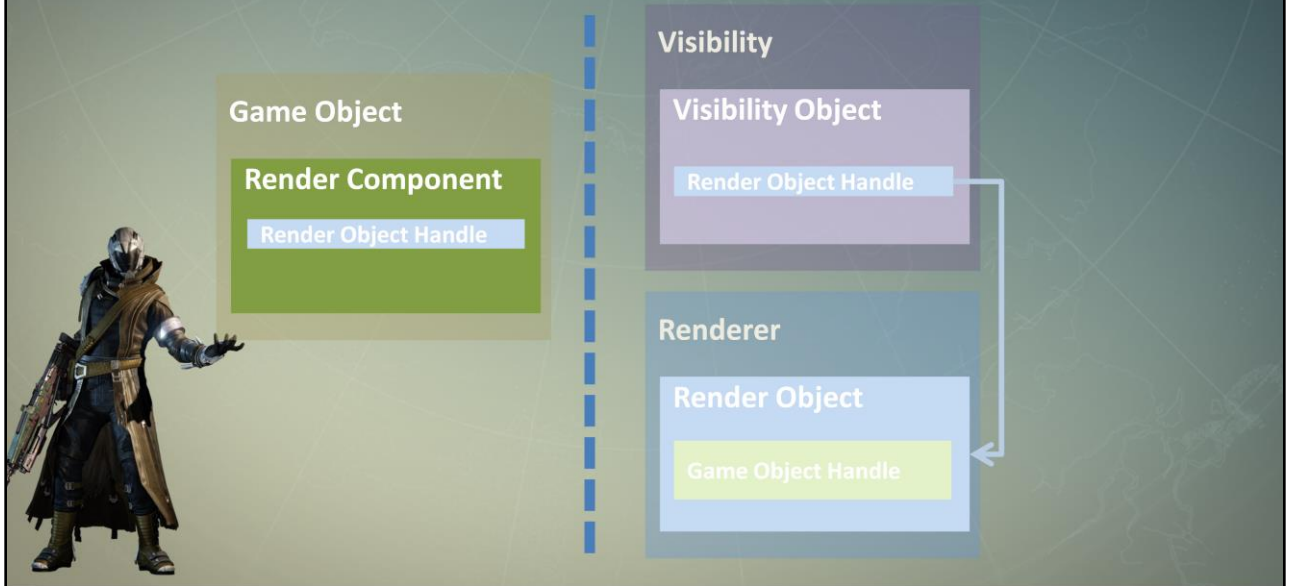 Game Object
Render Component
Render Object Handle
Visibility
Visibility Object
Render Object Handle
Renderer
Render Object
Game Object Handle